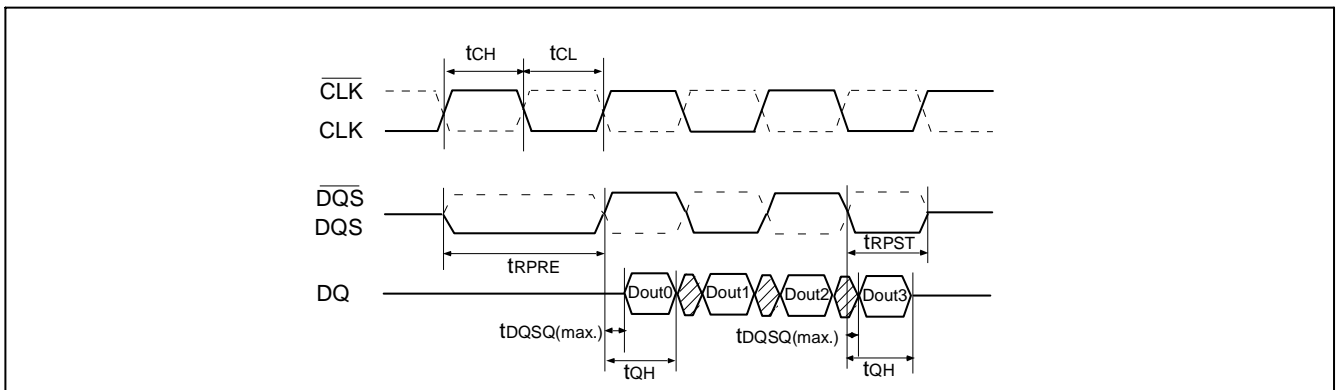 tCH tCL
CLK
CLK
DQS
DQS
tRPST
tRPRE
DQ Dout0 Dout1 Dout2 Dout3
tDQSQ(max.) tDQSQ(max.)
tQH tQH